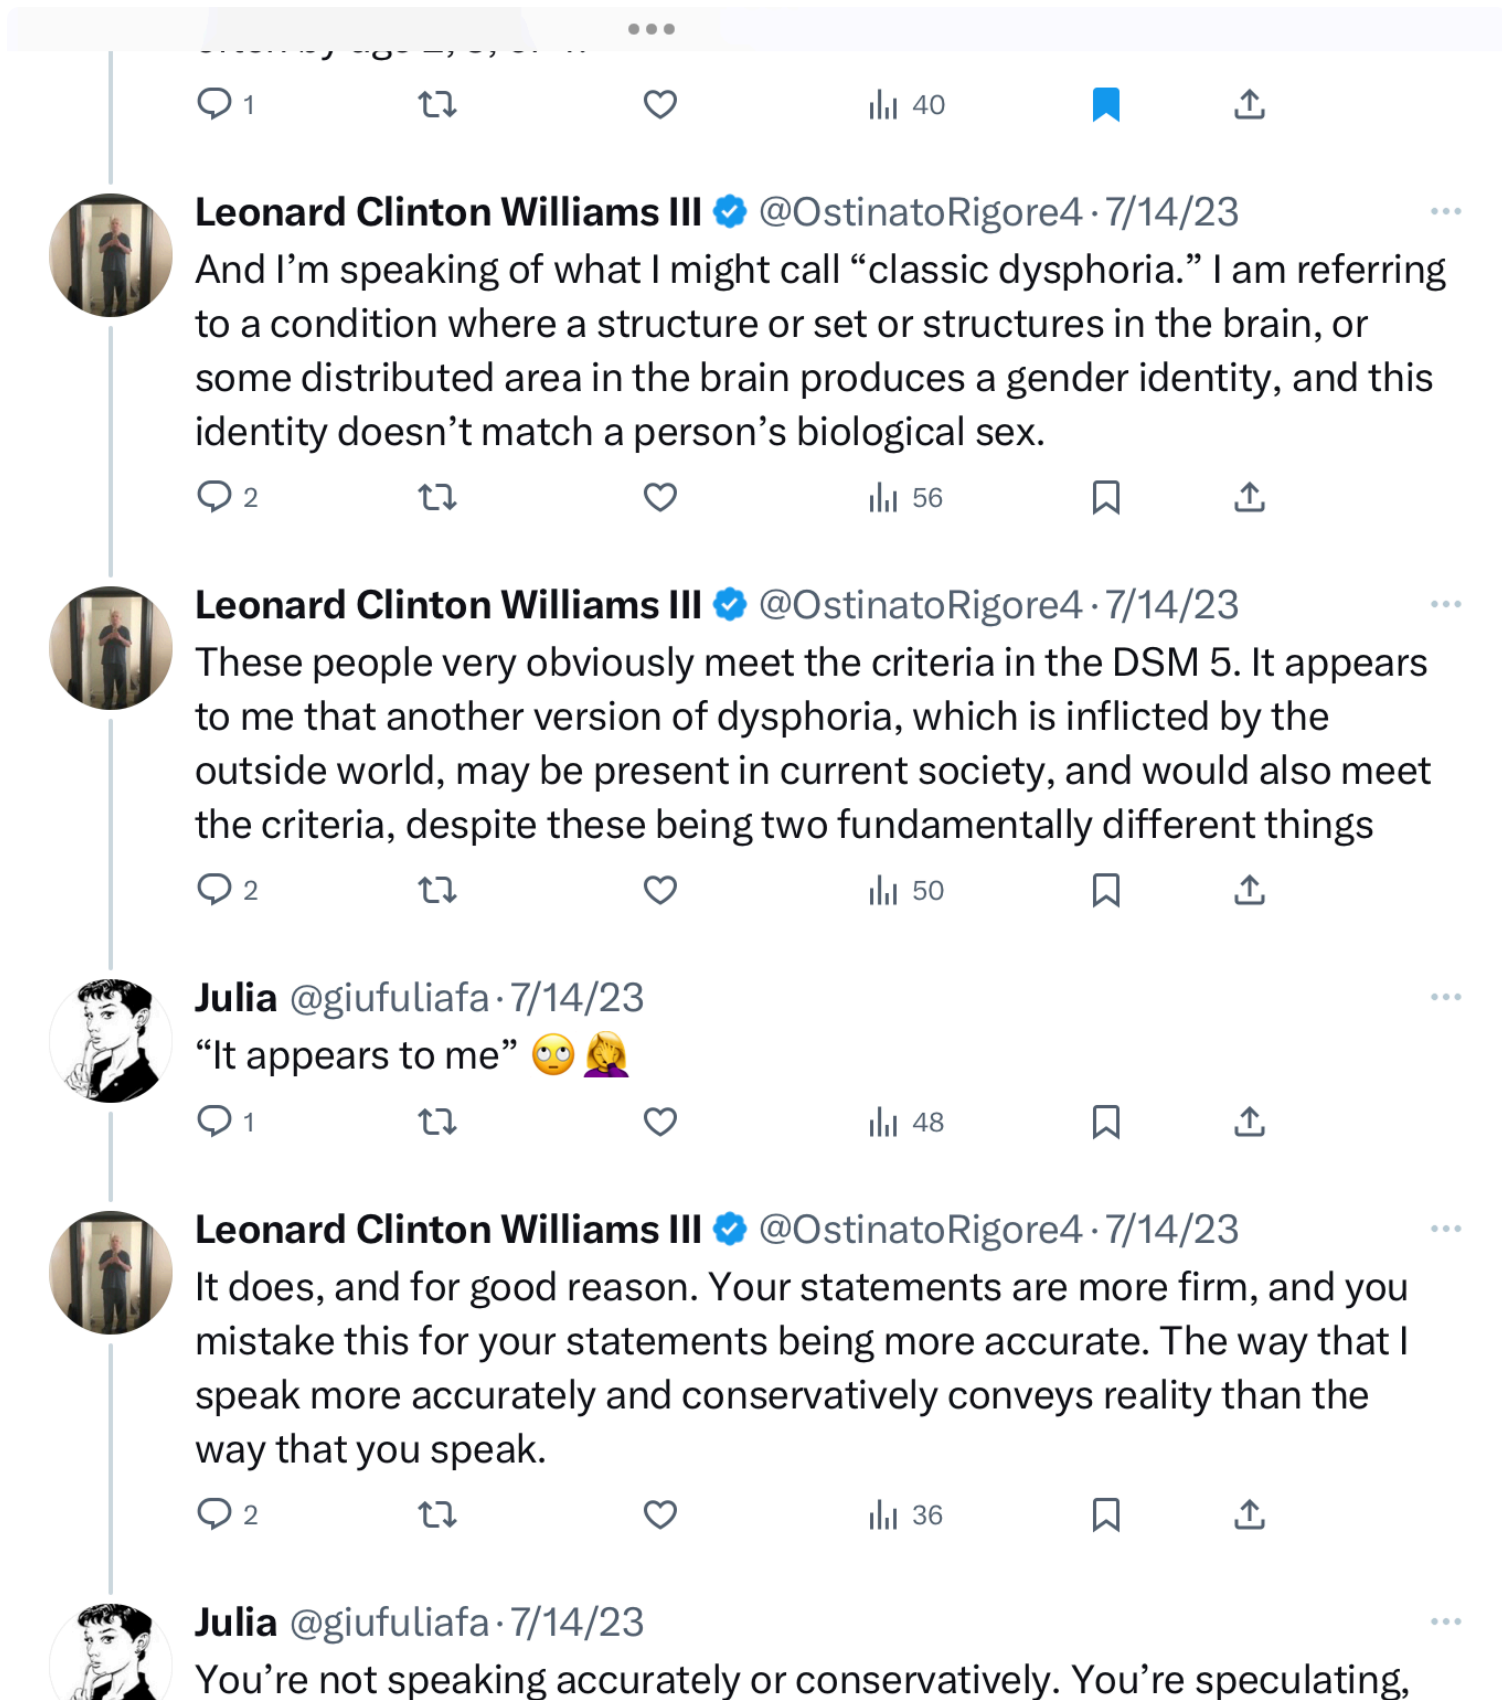 1 40
Leonard Clinton Williams III @OstinatoRigore4 · 7/14/23
And I’m speaking of what I might call “classic dysphoria.” I am referring
to a condition where a structure or set or structures in the brain, or
some distributed area in the brain produces a gender identity, and this
identity doesn’t match a person’s biological sex.
2 56
Leonard Clinton Williams III @OstinatoRigore4 · 7/14/23
These people very obviously meet the criteria in the DSM 5. It appears
to me that another version of dysphoria, which is inflicted by the
outside world, may be present in current society, and would also meet
the criteria, despite these being two fundamentally different things
2 50
Julia @giufuliafa · 7/14/23
“It appears to me” 🙄🤦‍♀️
1 48
Leonard Clinton Williams III @OstinatoRigore4 · 7/14/23
It does, and for good reason. Your statements are more firm, and you
mistake this for your statements being more accurate. The way that I
speak more accurately and conservatively conveys reality than the
way that you speak.
2 36
Julia @giufuliafa · 7/14/23
You’re not speaking accurately or conservatively. You’re speculating,